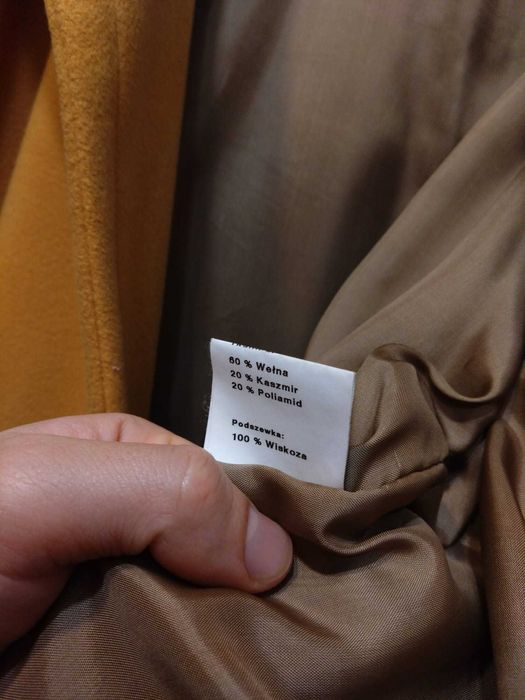 60 % Wełna
20 % Kaszmir
20 % Poliamid
Podszewka:
100 % Wiskoza